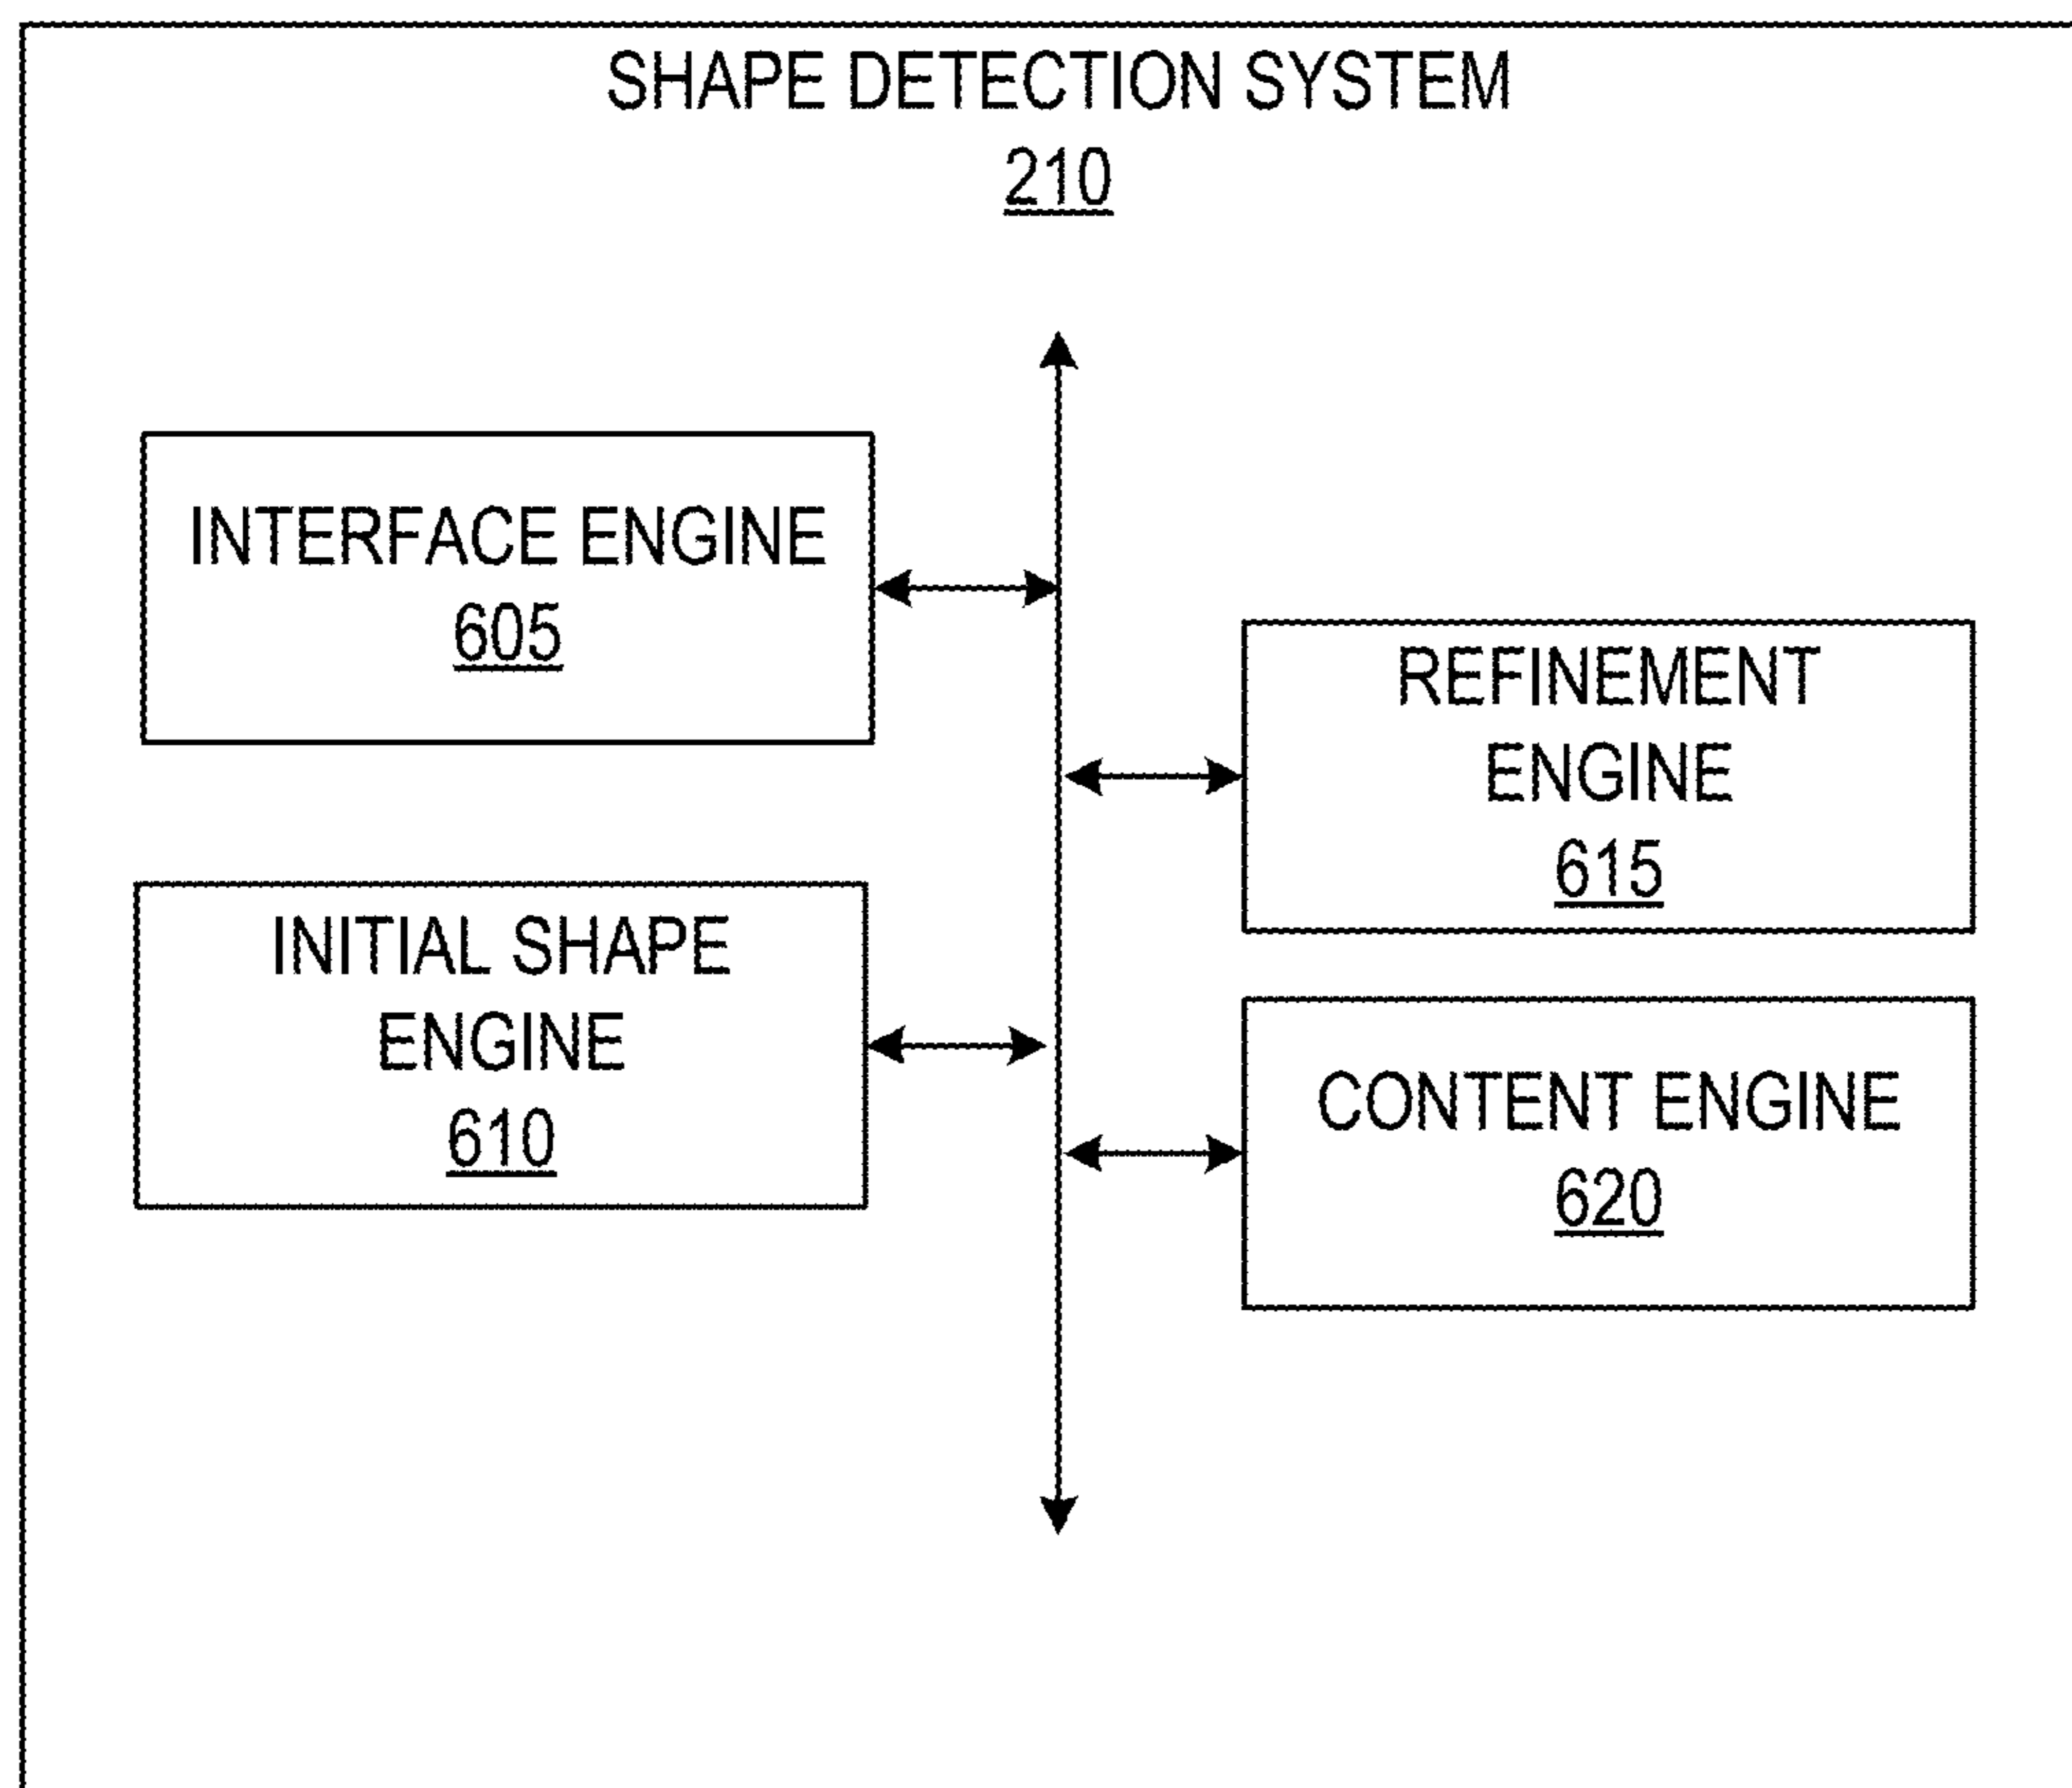 SHAPE DETECTION SYSTEM
210
INTERFACE ENGINE
605
REFINEMENT
ENGINE
615
INITIAL SHAPE
ENGINE
610
CONTENT ENGINE
620